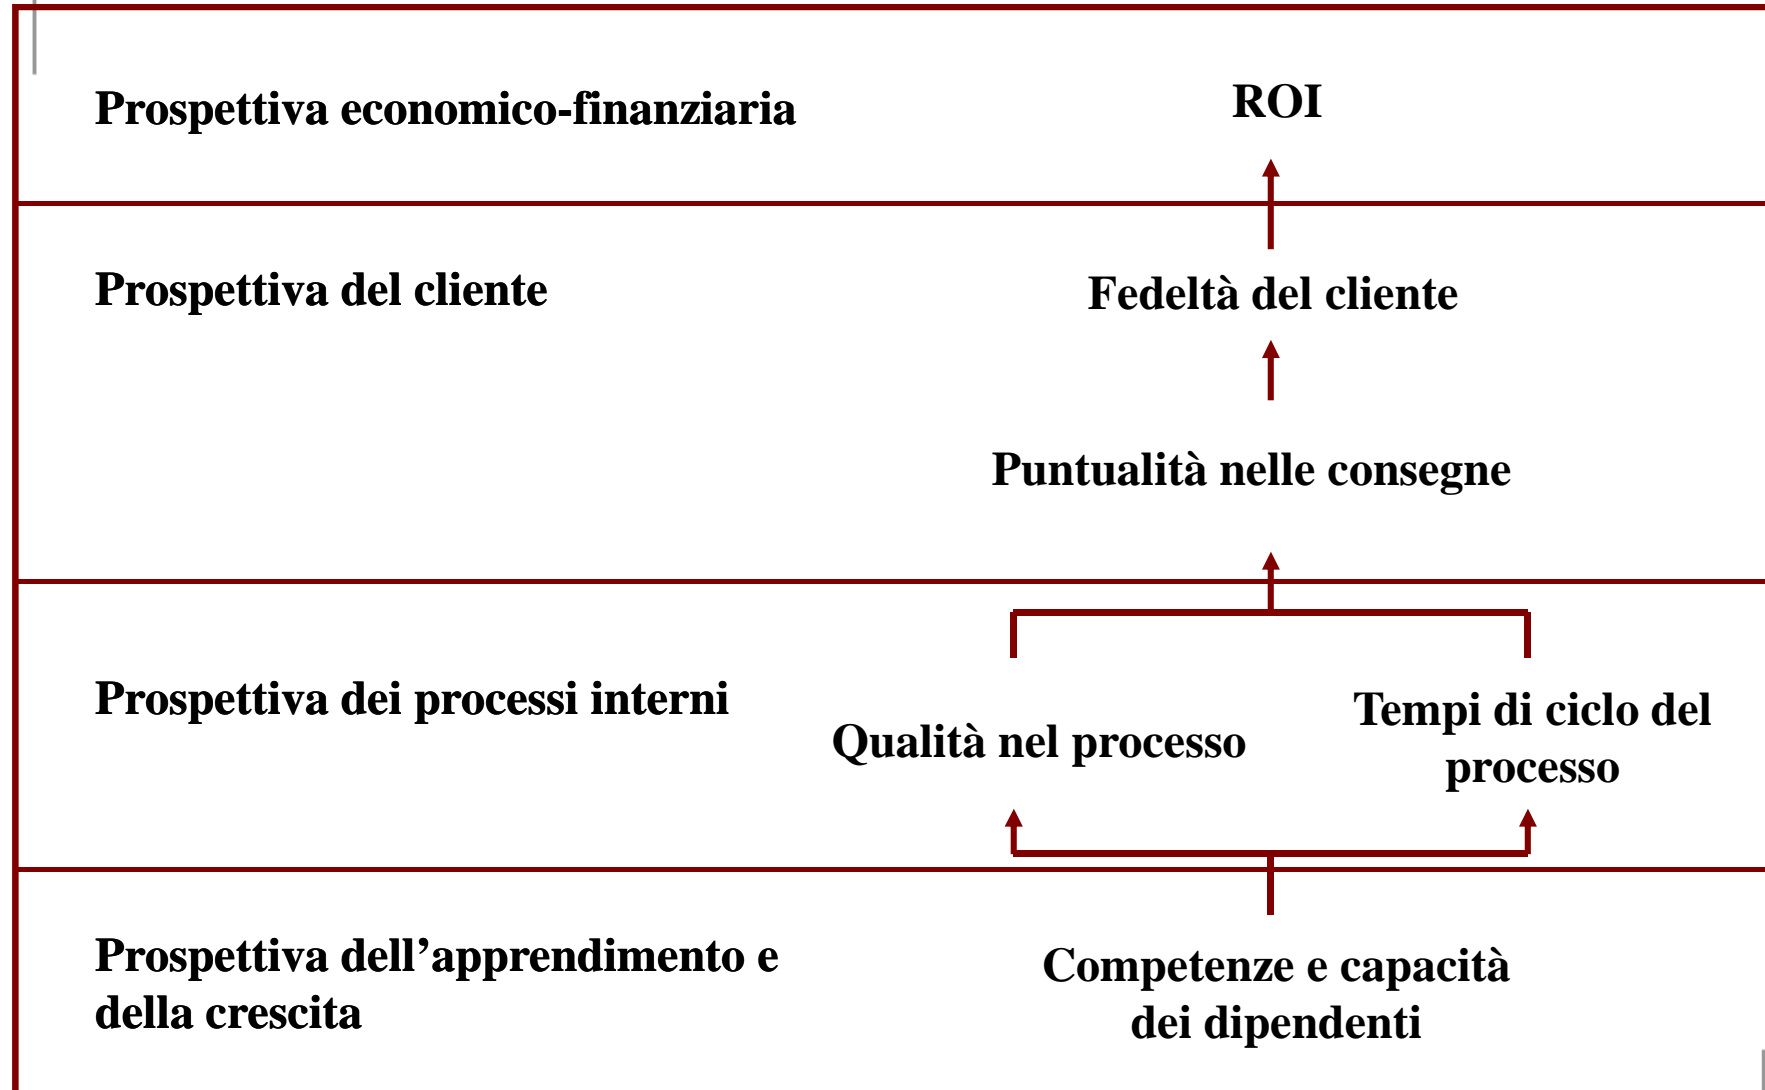 Prospettiva economico-finanziaria
ROI
Prospettiva del cliente
Fedeltà del cliente
Puntualità nelle consegne
Prospettiva dei processi interni
Qualità nel processo
Tempi di ciclo del
processo
Prospettiva dell’apprendimento e
della crescita
Competenze e capacità
dei dipendenti